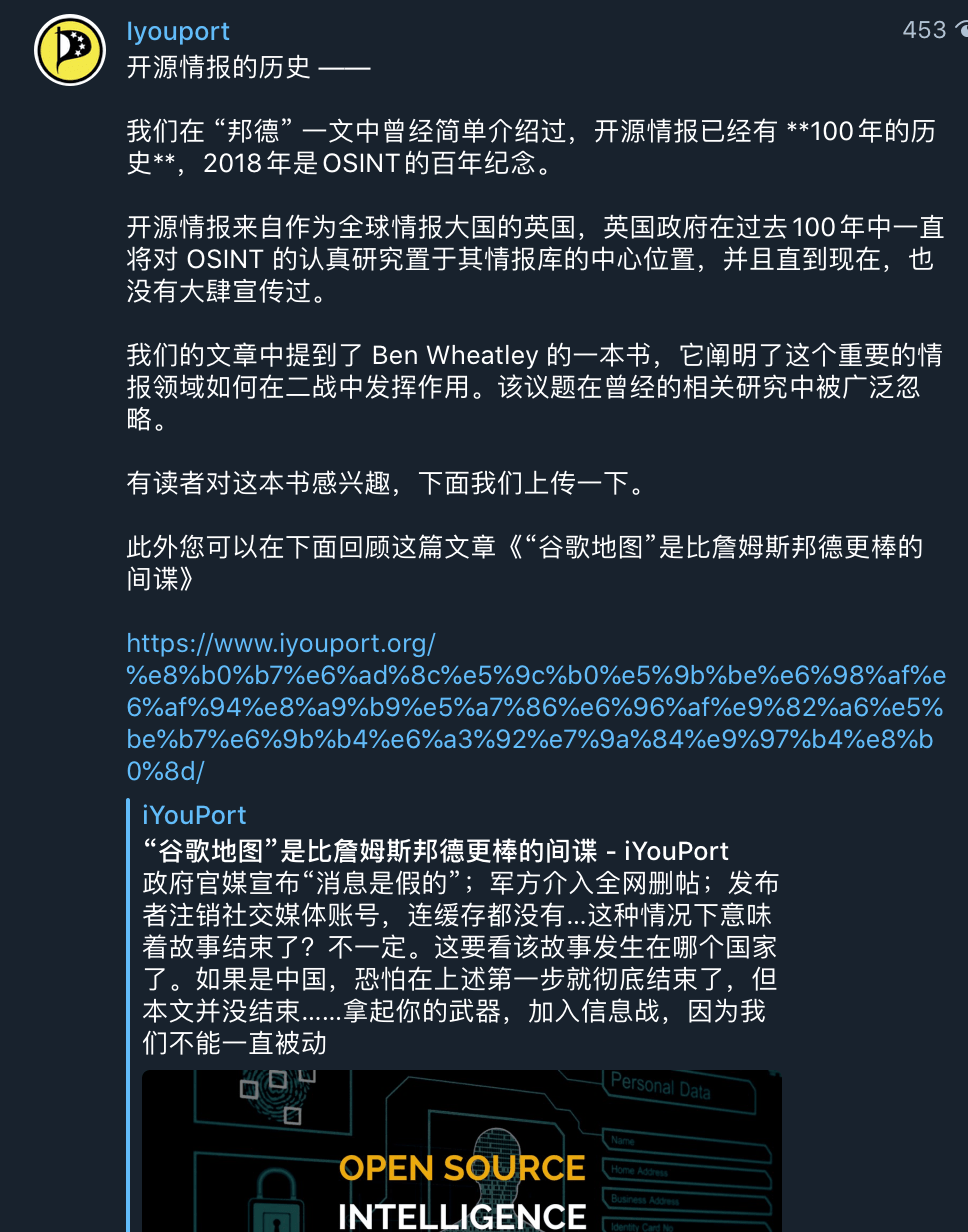 Iyouport
453
开源情报的历史 ——
我们在 “邦德” 一文中曾经简单介绍过，开源情报已经有 **100年的历
史**，2018年是OSINT的百年纪念。
开源情报来自作为全球情报大国的英国，英国政府在过去100年中一直
将对 OSINT 的认真研究置于其情报库的中心位置，并且直到现在，也
没有大肆宣传过。
我们的文章中提到了 Ben Wheatley 的一本书，它阐明了这个重要的情
报领域如何在二战中发挥作用。该议题在曾经的相关研究中被广泛忽
略。
有读者对这本书感兴趣，下面我们上传一下。
此外您可以在下面回顾这篇文章《“谷歌地图”是比詹姆斯邦德更棒的
间谍》
https://www.iyouport.org/
%e8%b0%b7%e6%ad%8c%e5%9c%b0%e5%9b%be%e6%98%af%e
6%af%94%e8%a9%b9%e5%a7%86%e6%96%af%e9%82%a6%e5%
be%b7%e6%9b%b4%e6%a3%92%e7%9a%84%e9%97%b4%e8%b
0%8d/
iYouPort
“谷歌地图”是比詹姆斯邦德更棒的间谍 - iYouPort
政府官媒宣布“消息是假的”；军方介入全网删帖；发布
者注销社交媒体账号，连缓存都没有...这种情况下意味
着故事结束了？不一定。这要看该故事发生在哪个国家
了。如果是中国，恐怕在上述第一步就彻底结束了，但
本文并没结束……拿起你的武器，加入信息战，因为我
们不能一直被动
Personal Data
Name
Home Address
Business Address
Identity Card No
OPEN SOURCE
INTELLIGENCE